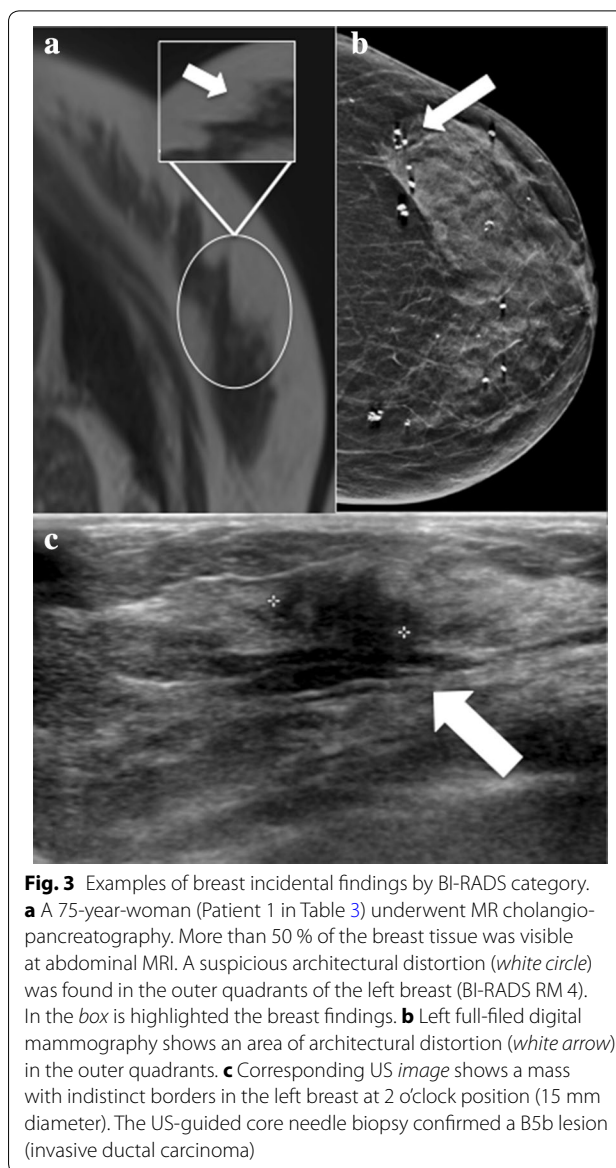 a
b
c
Fig. 3 Examples of breast incidental findings by BI-RADS category.
a A 75-year-woman (Patient 1 in Table 3) underwent MR cholangio-
pancreatography. More than 50 % of the breast tissue was visible
at abdominal MRI. A suspicious architectural distortion (white circle)
was found in the outer quadrants of the left breast (BI-RADS RM 4).
In the box is highlighted the breast findings. b Left full-filed digital
mammography shows an area of architectural distortion (white arrow)
in the outer quadrants. c Corresponding US image shows a mass
with indistinct borders in the left breast at 2 o'clock position (15 mm
diameter). The US-guided core needle biopsy confirmed a B5b lesion
(invasive ductal carcinoma)